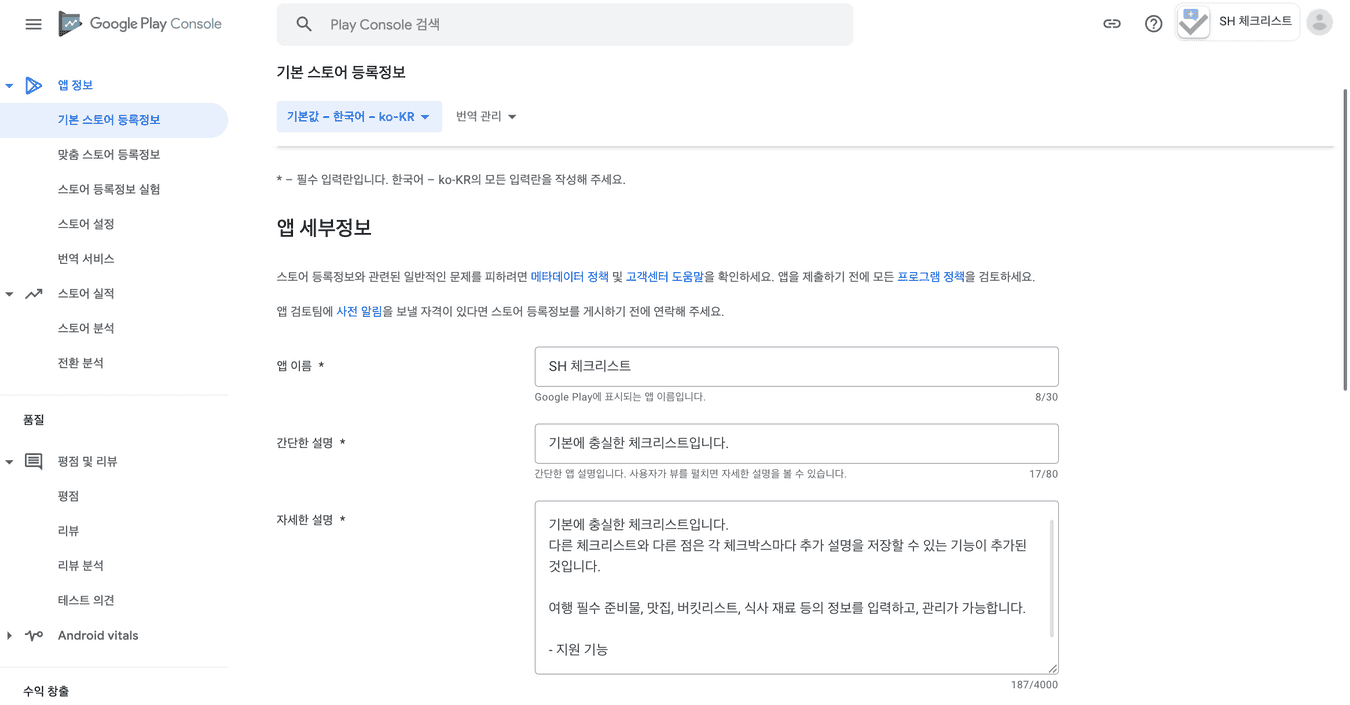 Google Play Console
Play Console 검색
SH 체크리스트
앱 정보
기본 스토어 등록정보
맞춤 스토어 등록정보
스토어 등록정보 실험
스토어 설정
번역 서비스
스토어 실적
스토어 분석
전환 분석
품질
평점 및 리뷰
평점
리뷰
리뷰 분석
테스트 의견
Android vitals
수익 창출
기본 스토어 등록정보
기본값 – 한국어 – ko-KR
번역 관리
* – 필수 입력란입니다. 한국어 – ko-KR의 모든 입력란을 작성해 주세요.
앱 세부정보
스토어 등록정보와 관련된 일반적인 문제를 피하려면 메타데이터 정책 및 고객센터 도움말을 확인하세요. 앱을 제출하기 전에 모든 프로그램 정책을 검토하세요.
앱 검토팀에 사전 알림을 보낼 자격이 있다면 스토어 등록정보를 게시하기 전에 연락해 주세요.
앱 이름 *
SH 체크리스트
Google Play에 표시되는 앱 이름입니다.
8/30
간단한 설명 *
기본에 충실한 체크리스트입니다.
간단한 앱 설명입니다. 사용자가 뷰를 펼치면 자세한 설명을 볼 수 있습니다.
17/80
자세한 설명 *
기본에 충실한 체크리스트입니다.
다른 체크리스트와 다른 점은 각 체크박스마다 추가 설명을 저장할 수 있는 기능이 추가된
것입니다.
여행 필수 준비물, 맛집, 버킷리스트, 식사 재료 등의 정보를 입력하고, 관리가 가능합니다.
- 지원 기능
187/4000